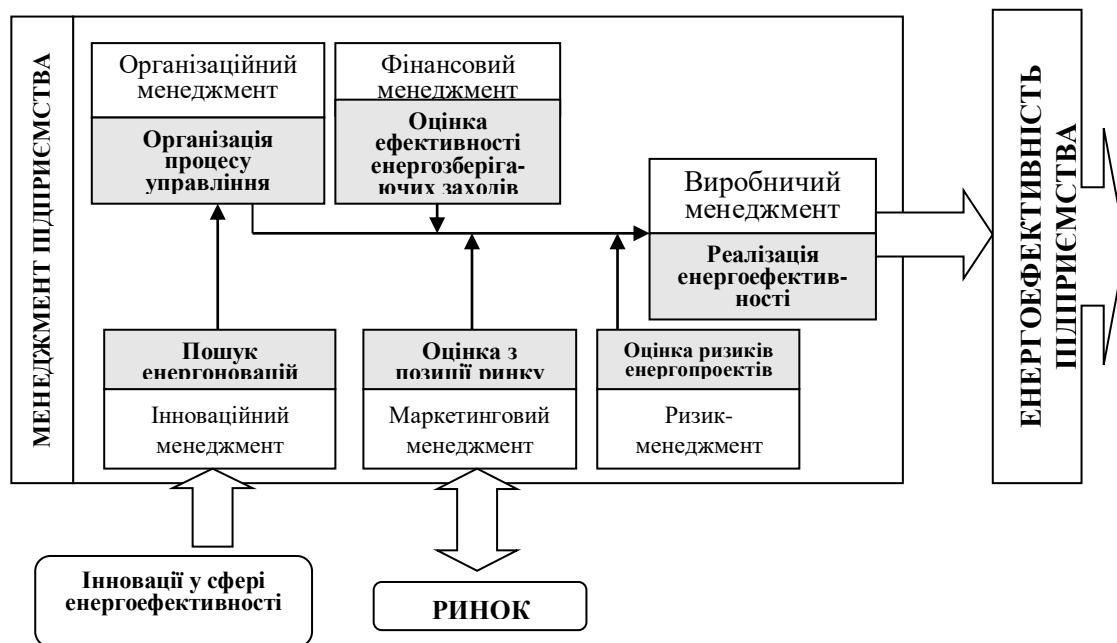 МЕНЕДЖМЕНТ ПІДПРИЄМСТВА
Організаційний
менеджмент
Організація
процесу
управління
Фінансовий
менеджмент
Оцінка
ефективності
енергозберіга-
ючих заходів
Виробничий
менеджмент
Реалізація
енергоефектив-
ності
Пошук
енергоновацій
Інноваційний
менеджмент
Оцінка з
позиції ринку
Маркетинговий
менеджмент
Оцінка ризиків
енергопроектів
Ризик-
менеджмент
ЕНЕРГОЕФЕКТИВНІСТЬ
ПІДПРИЄМСТВА
Інновації у сфері
енергоефективності
РИНОК